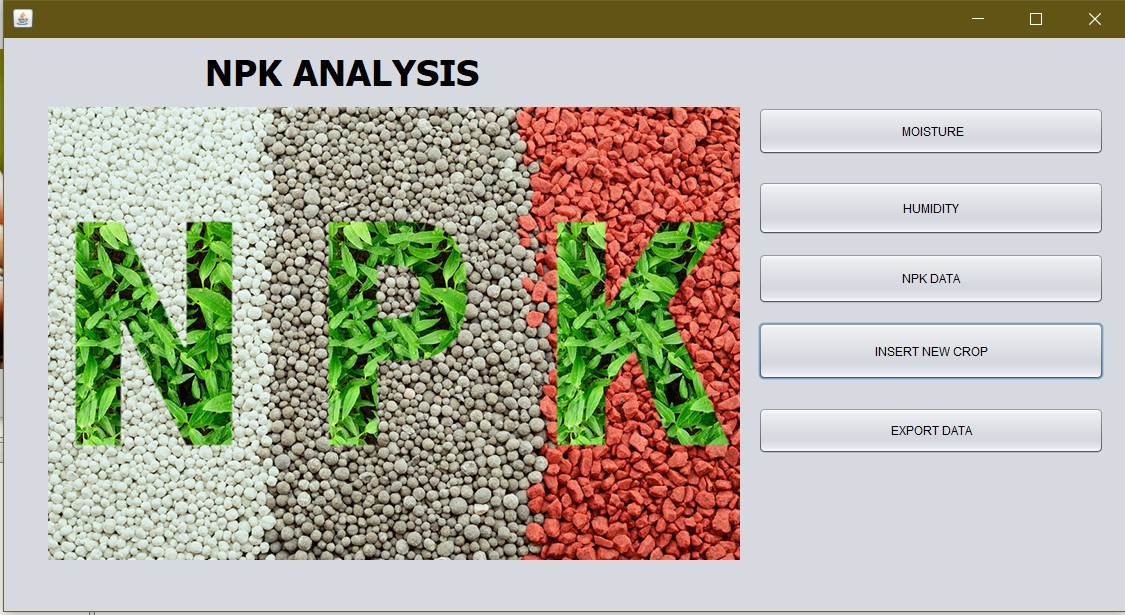 NPK ANALYSIS
NPK
MOISTURE
HUMIDITY
NPK DATA
INSERT NEW CROP
EXPORT DATA